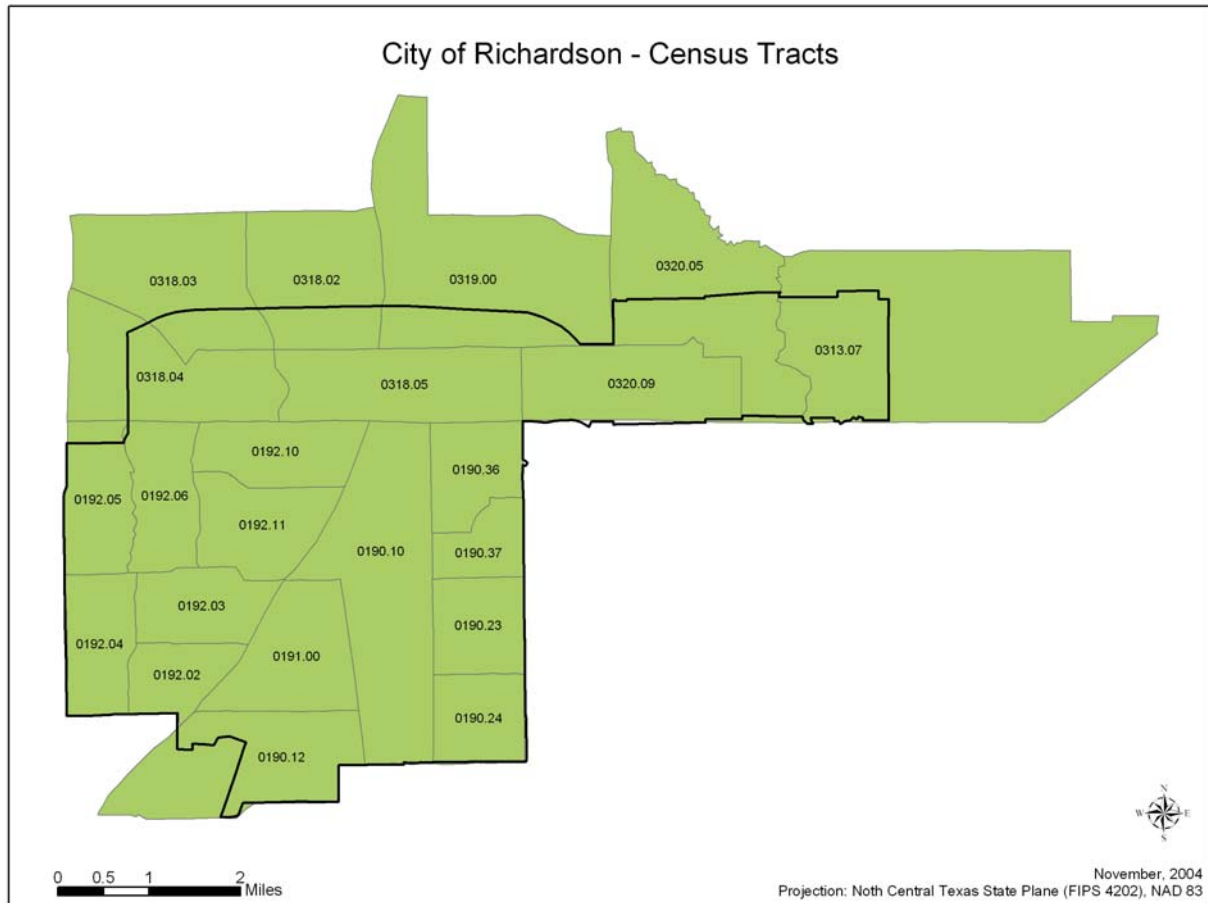 City of Richardson - Census Tracts
0320.05
0318.03
0318.02
0319.00
0313.07
0318.04
0318.05
0320.09
0192.10
0190.36
0192.05
0192.06
0192.11
0190.10
0190.37
0192.03
0190.23
0192.04
0191.00
0192.02
0190.24
0190.12
N
W E
S
0 0.5 1 2
Miles
November, 2004
Projection: Noth Central Texas State Plane (FIPS 4202), NAD 83